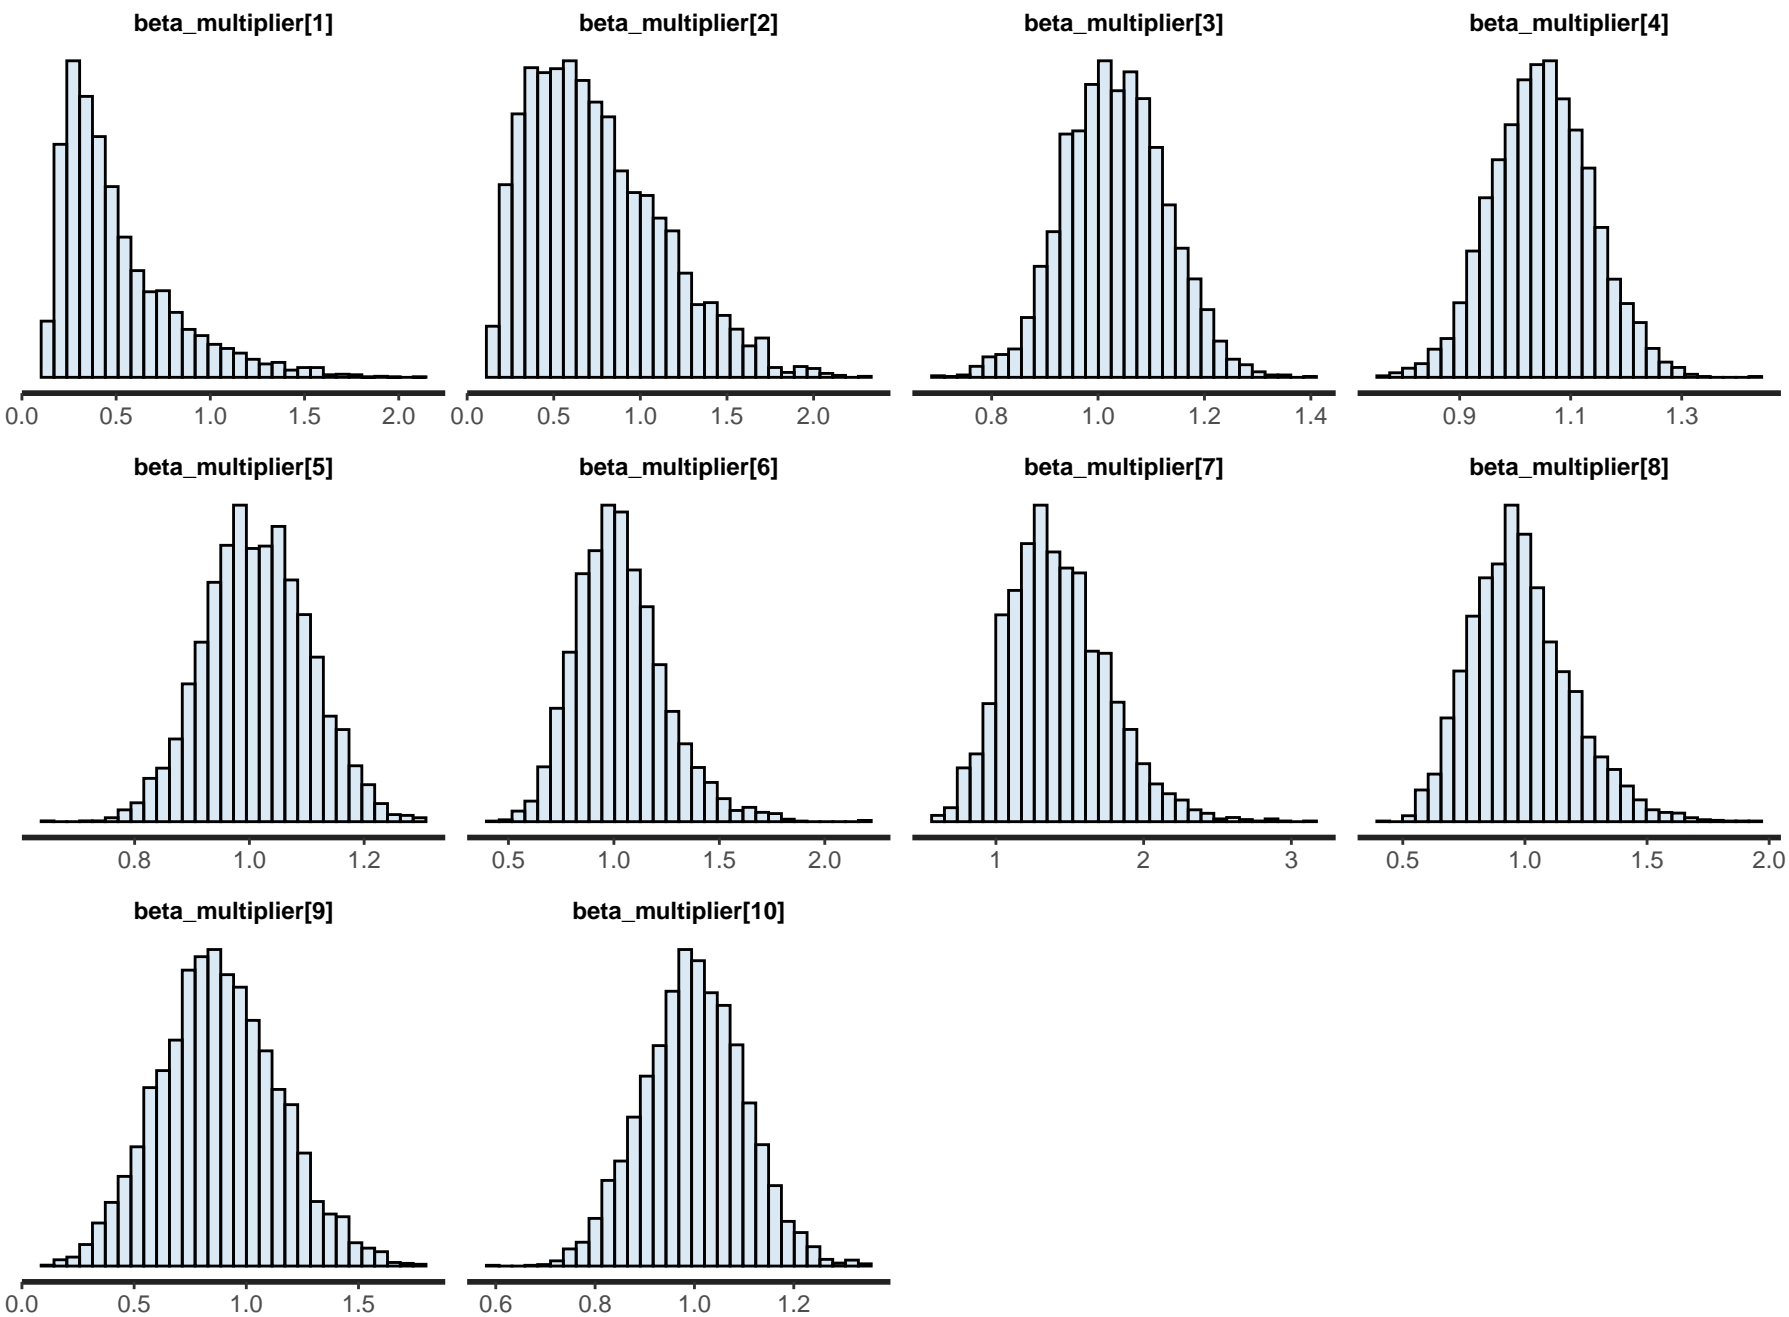 beta_multiplier[1] beta_multiplier[2] beta_multiplier[3] beta_multiplier[4]
0.0 0.5 1.0 1.5 2.0 0.0 0.5 1.0 1.5 2.0 0.8 1.0 1.2 1.4 0.9 1.1 1.3
beta_multiplier[5] beta_multiplier[6] beta_multiplier[7] beta_multiplier[8]
0.8 1.0 1.2 0.5 1.0 1.5 2.0 1 2 3 0.5 1.0 1.5 2.0
beta_multiplier[9] beta_multiplier[10]
0.0 0.5 1.0 1.5 0.6 0.8 1.0 1.2